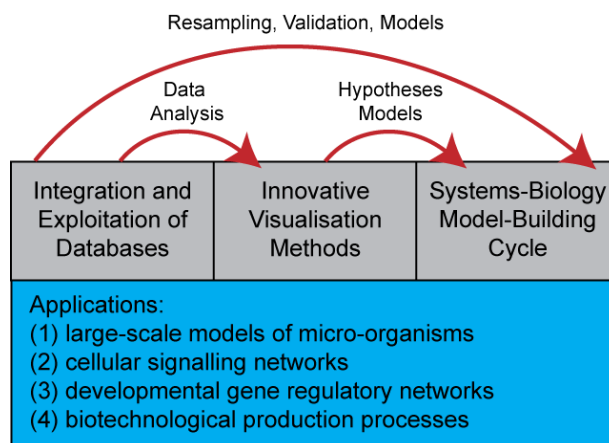 Resampling, Validation, Models
Data
Analysis
Hypotheses
Models
Integration and
Exploitation of
Databases
Innovative
Visualisation
Methods
Systems-Biology
Model-Building
Cycle
Applications:
(1) large-scale models of micro-organisms
(2) cellular signalling networks
(3) developmental gene regulatory networks
(4) biotechnological production processes